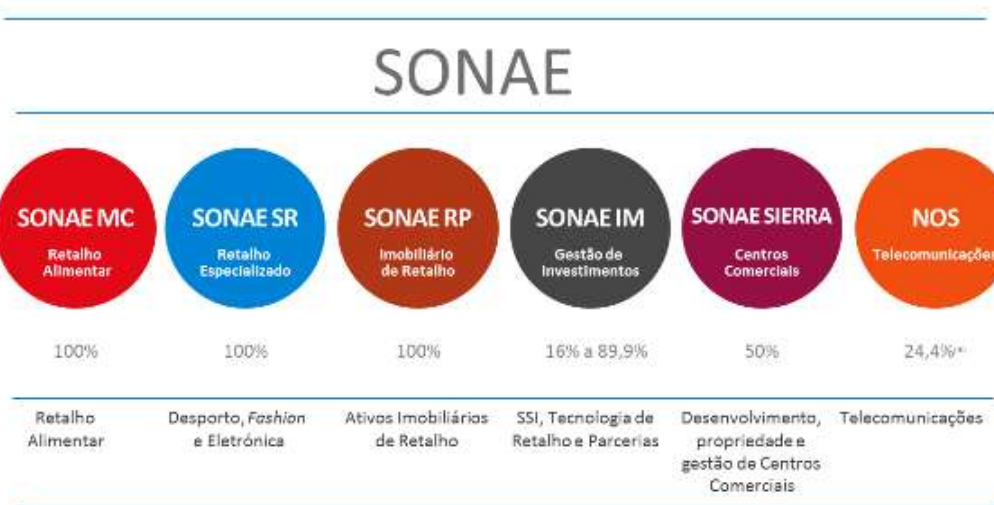 SONAE
SONAE MC
Retalho
Alimentar
SONAE SR
Retalho
Especializado
SONAE RP
Imobiliário
de Retalho
SONAE IM
Gestão de
Investimentos
SONAE SIERRA
Centros
Comerciais
NOS
Telecomunicações
100%
100%
100%
16% a 89,9%
50%
24,4%
Retalho
Alimentar
Desporto, Fashion
e Eletrónica
Ativos Imobiliários
de Retalho
SSI, Tecnologia de
Retalho e Parcerias
Desenvolvimento,
propriedade e
gestão de Centros
Comerciais
Telecomunicações